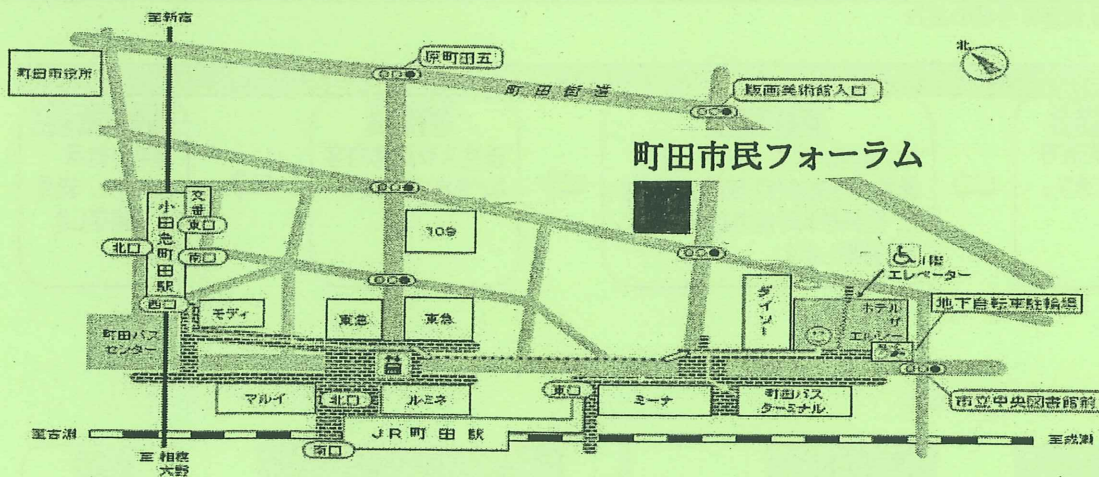 至新宿
北
町田市役所
原町田五
町田街道
版画美術館入口
町田市民フォーラム
交番
小田急町田駅
東口
109
北口
南口
1階
エレベーター
西口
モディ
東急
東急
ダイソー
ホテル
ザ
エルシー
地下自転車駐輪場
町田バス
センター
マルイ
北口
ルミネ
東口
ミーナ
町田バス
ターミナル
市立中央図書館前
至古淵
JR町田駅
至成瀬
南口
至 相模
大野